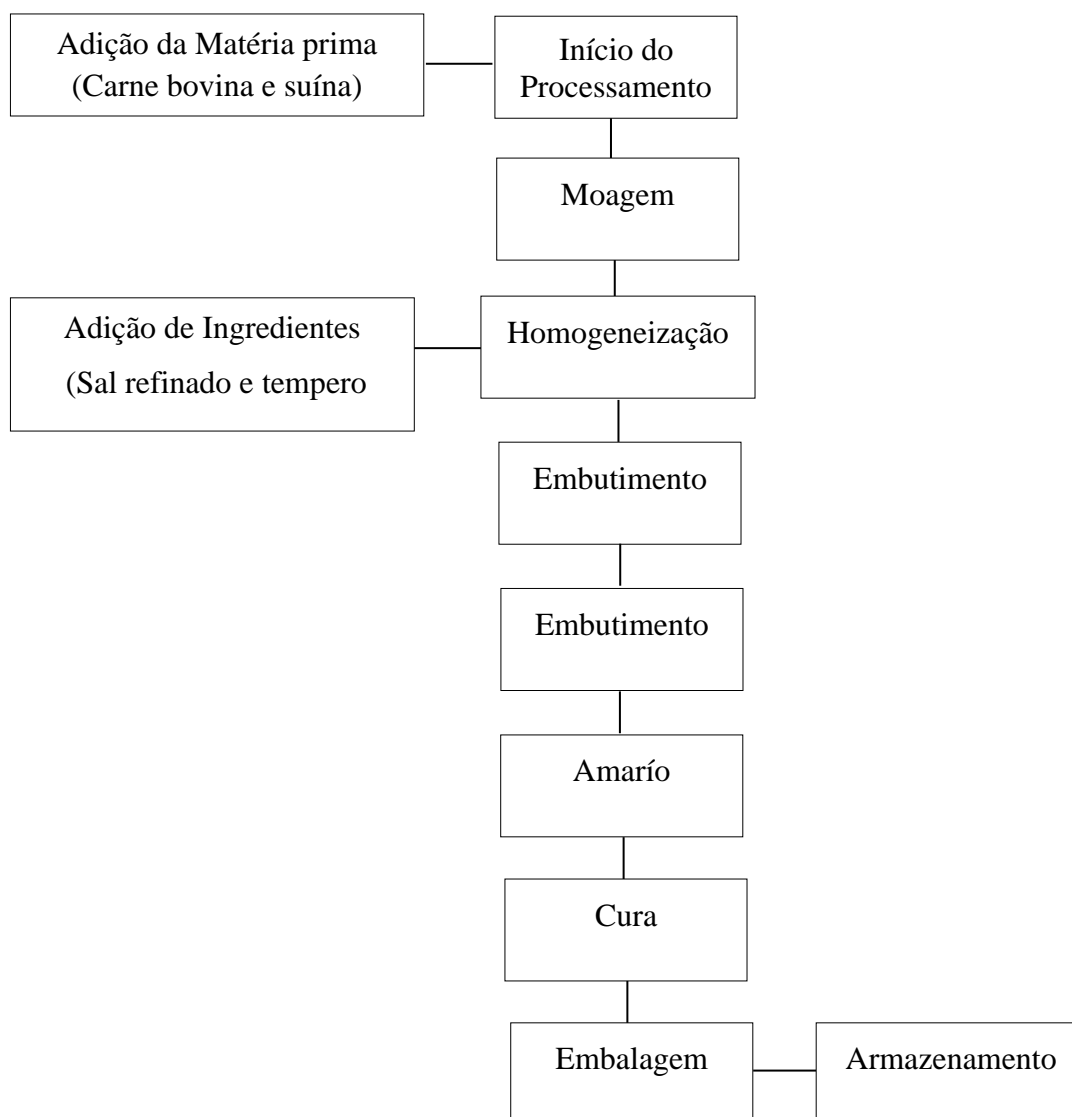 Adição da Matéria prima
(Carne bovina e suína)
Início do
Processamento
Moagem
Adição de Ingredientes
(Sal refinado e tempero
Homogeneização
Embutimento
Embutimento
Amarío
Cura
Embalagem
Armazenamento